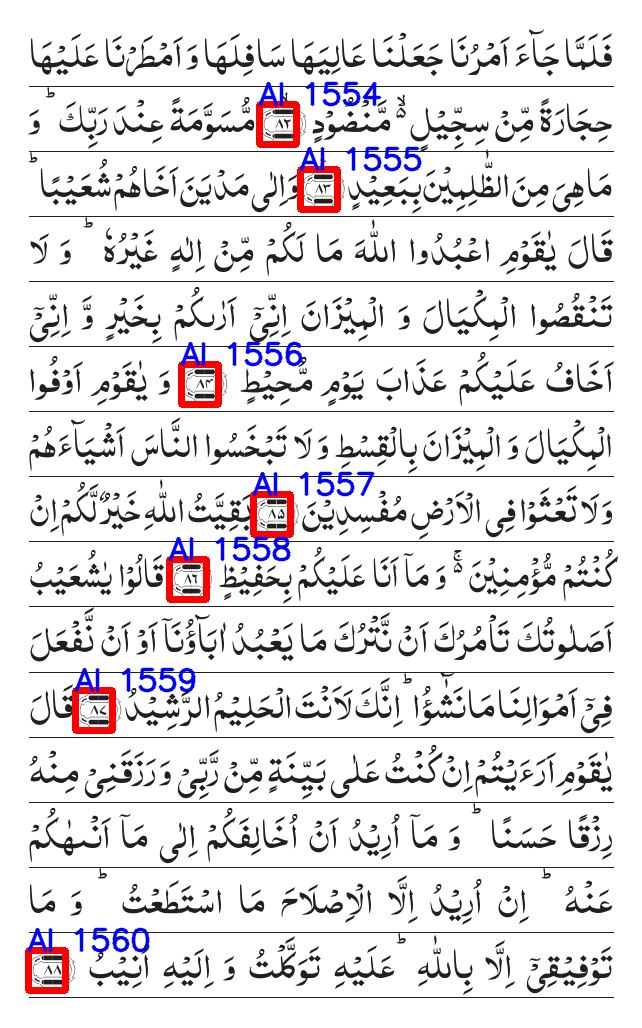 فَلَمَّا جَآءَ اَمْرُنَا جَعَلْنَا عَالِيَهَا سَافِلَهَا وَ اَمْطَرْنَا عَلَيْهَا
AI 1554
حِجَارَةً مِّنْ سِجِّيْلٍ ۙ۬ مَّنْضُوْدٍ ۙ﴿۸۲﴾ مُّسَوَّمَةً عِنْدَ رَبِّكَ ؕ وَ
AI 1555
مَا هِيَ مِنَ الظّٰلِمِيْنَ بِبَعِيْدٍ ﴿۸۳﴾ وَ اِلٰى مَدْيَنَ اَخَاهُمْ شُعَيْبًا ؕ
قَالَ يٰقَوْمِ اعْبُدُوا اللّٰهَ مَا لَكُمْ مِّنْ اِلٰهٍ غَيْرُهٗ ؕ وَ لَا
تَنْقُصُوا الْمِكْيَالَ وَ الْمِيْزَانَ اِنِّيْۤ اَرٰىكُمْ بِخَيْرٍ وَّ اِنِّيْۤ
AI 1556
اَخَافُ عَلَيْكُمْ عَذَابَ يَوْمٍ مُّحِيْطٍ ﴿۸۴﴾ وَ يٰقَوْمِ اَوْفُوا
الْمِكْيَالَ وَ الْمِيْزَانَ بِالْقِسْطِ وَ لَا تَبْخَسُوا النَّاسَ اَشْيَآءَهُمْ
AI 1557
وَ لَا تَعْثَوْا فِى الْاَرْضِ مُفْسِدِيْنَ ﴿۸۵﴾ بَقِيَّتُ اللّٰهِ خَيْرٌ لَّكُمْ اِنْ
AI 1558
كُنْتُمْ مُّؤْمِنِيْنَ ۬ۚ وَ مَاۤ اَنَا عَلَيْكُمْ بِحَفِيْظٍ ﴿۸۶﴾ قَالُوْا يٰشُعَيْبُ
اَصَلٰوتُكَ تَاْمُرُكَ اَنْ نَّتْرُكَ مَا يَعْبُدُ اٰبَآؤُنَاۤ اَوْ اَنْ نَّفْعَلَ
AI 1559
فِيْۤ اَمْوَالِنَا مَا نَشٰٓؤُا ؕ اِنَّكَ لَاَنْتَ الْحَلِيْمُ الرَّشِيْدُ ﴿۸۷﴾ قَالَ
يٰقَوْمِ اَرَءَيْتُمْ اِنْ كُنْتُ عَلٰى بَيِّنَةٍ مِّنْ رَّبِّيْ وَ رَزَقَنِيْ مِنْهُ
رِزْقًا حَسَنًا ؕ وَ مَاۤ اُرِيْدُ اَنْ اُخَالِفَكُمْ اِلٰى مَاۤ اَنْهٰىكُمْ
عَنْهُ ؕ اِنْ اُرِيْدُ اِلَّا الْاِصْلَاحَ مَا اسْتَطَعْتُ ؕ وَ مَا
AI 1560
تَوْفِيْقِيْۤ اِلَّا بِاللّٰهِ ؕ عَلَيْهِ تَوَكَّلْتُ وَ اِلَيْهِ اُنِيْبُ ﴿۸۸﴾